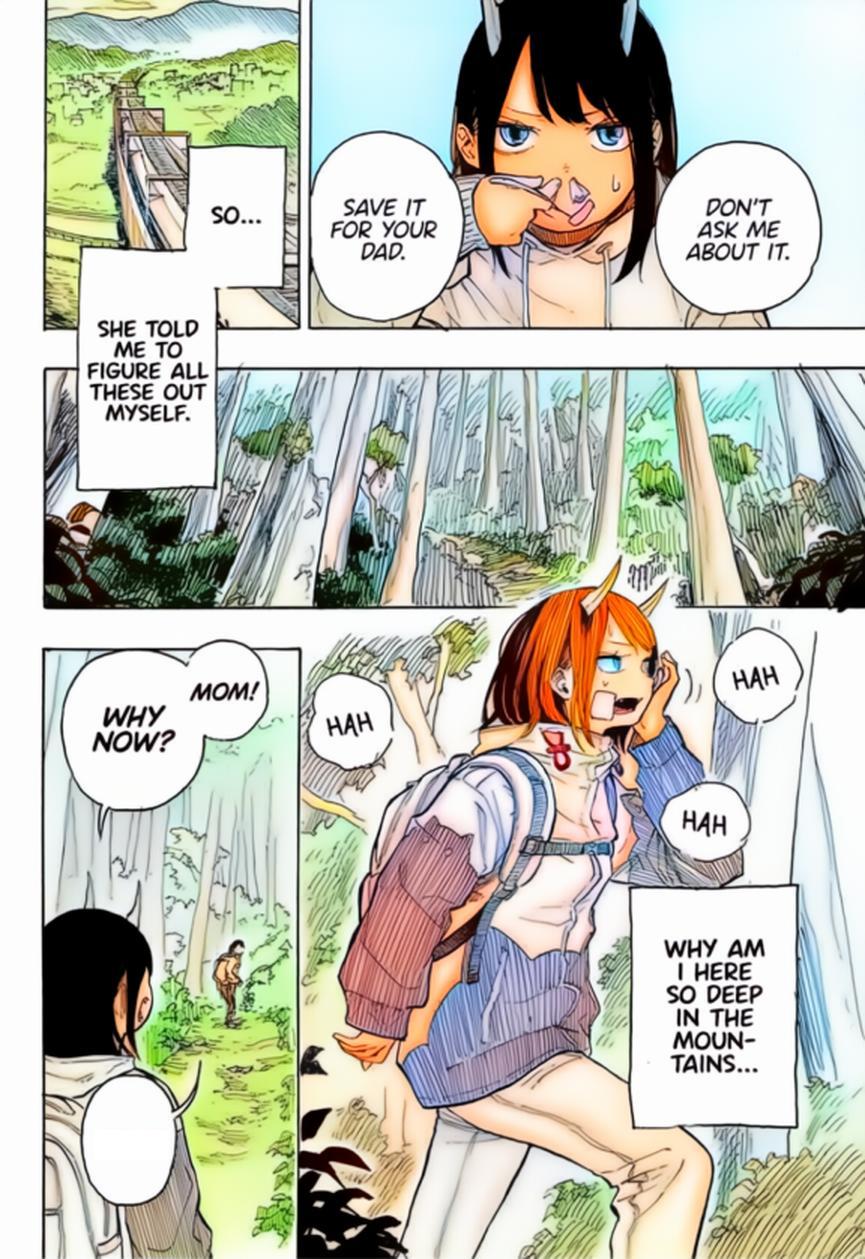 DON'T
ASK ME
ABOUT IT.
SAVE IT
FOR YOUR
DAD.
SO...
SHE TOLD
ME TO
FIGURE ALL
THESE OUT
MYSELF.
HAH
HAH
HAH
WHY AM
I HERE
SO DEEP
IN THE
MOUN-
TAINS...
MOM!
WHY
NOW?